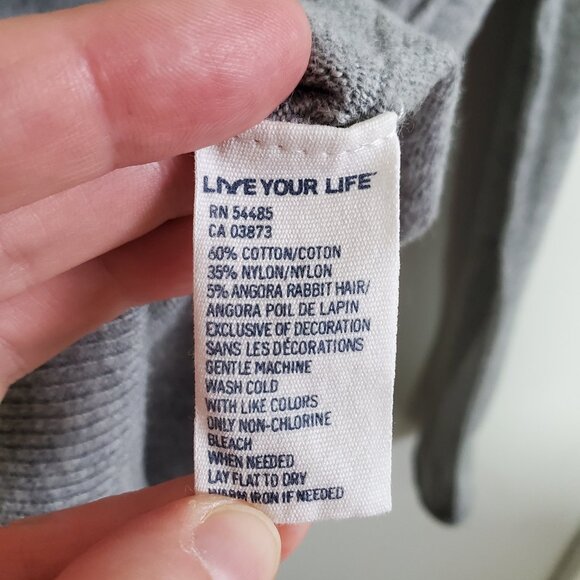 LIVE YOUR LIFE
RN 54485
CA 03873
60% COTTON/COTON
35% NYLON/NYLON
5% ANGORA RABBIT HAIR/
ANGORA POIL DE LAPIN
EXCLUSIVE OF DECORATION
SANS LES DÉCORATIONS
GENTLE MACHINE
WASH COLD
WITH LIKE COLORS
ONLY NON-CHLORINE
BLEACH
WHEN NEEDED
LAY FLAT TO DRY
WARM IRON IF NEEDED